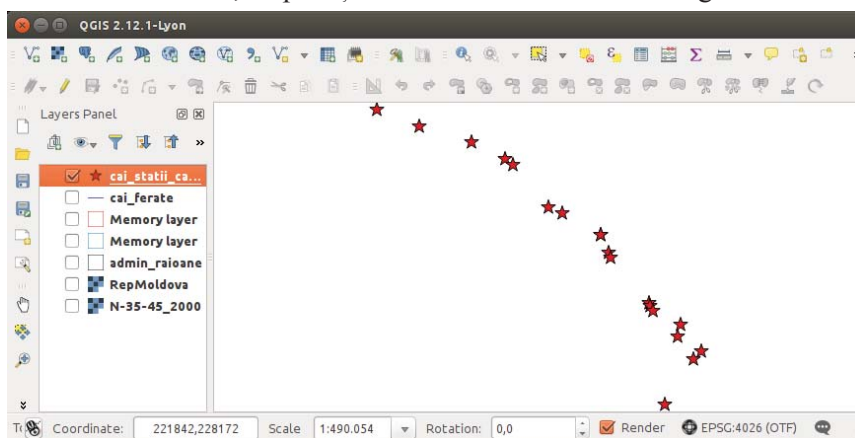 QGIS 2.12.1-Lyon
Layers Panel
cai_statii_ca...
cai_ferate
Memory layer
Memory layer
admin_raioane
RepMoldova
N-35-45_2000
Coordinate: 221842,228172 Scale 1:490.054 Rotation: 0,0 Render EPSG:4026 (OTF)